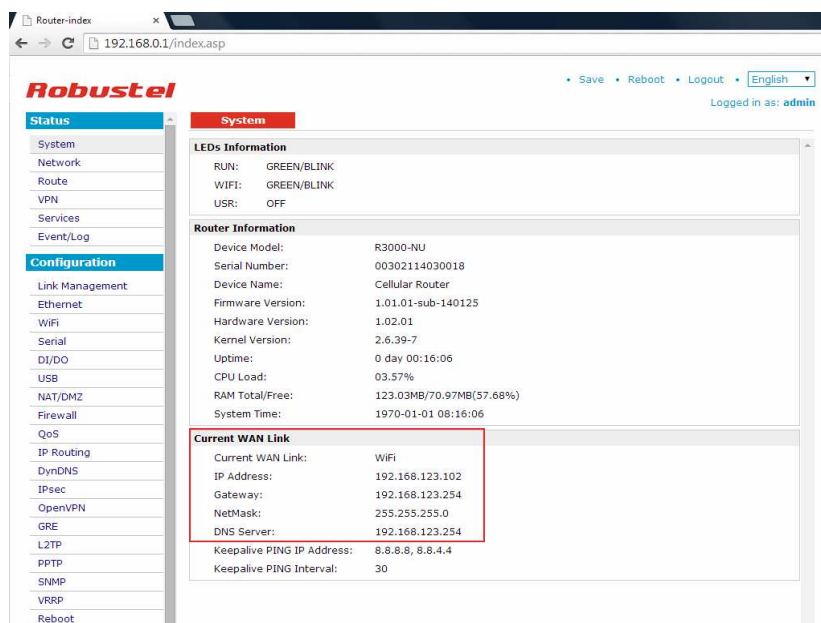 Router-index
192.168.0.1/index.asp
Robustel
• Save • Reboot • Logout • English
Logged in as: admin
Status
System
Network
Route
VPN
Services
Event/Log
Configuration
Link Management
Ethernet
WiFi
Serial
DI/DO
USB
NAT/DMZ
Firewall
QoS
IP Routing
DynDNS
IPsec
OpenVPN
GRE
L2TP
PPTP
SNMP
VRRP
Reboot
System
LEDs Information
RUN: GREEN/BLINK
WIFI: GREEN/BLINK
USR: OFF
Router Information
Device Model: R3000-NU
Serial Number: 00302114030018
Device Name: Cellular Router
Firmware Version: 1.01.01-sub-140125
Hardware Version: 1.02.01
Kernel Version: 2.6.39-7
Uptime: 0 day 00:16:06
CPU Load: 03.57%
RAM Total/Free: 123.03MB/70.97MB(57.68%)
System Time: 1970-01-01 08:16:06
Current WAN Link
Current WAN Link: WiFi
IP Address: 192.168.123.102
Gateway: 192.168.123.254
NetMask: 255.255.255.0
DNS Server: 192.168.123.254
Keepalive PING IP Address: 8.8.8.8, 8.8.4.4
Keepalive PING Interval: 30